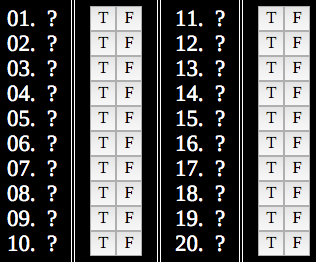 01. ? T F 11. ? T F
02. ? T F 12. ? T F
03. ? T F 13. ? T F
04. ? T F 14. ? T F
05. ? T F 15. ? T F
06. ? T F 16. ? T F
07. ? T F 17. ? T F
08. ? T F 18. ? T F
09. ? T F 19. ? T F
10. ? T F 20. ? T F